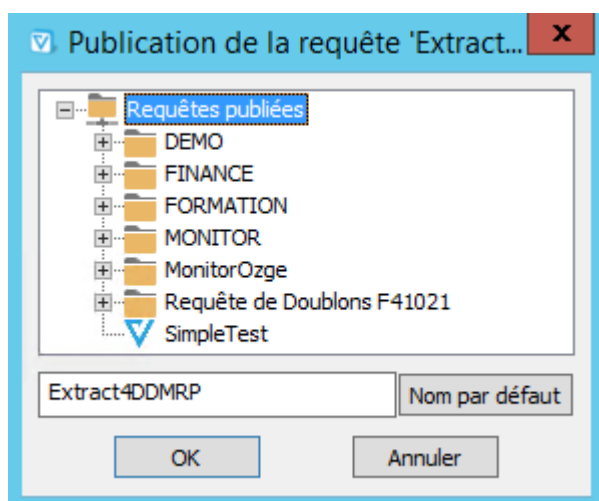 Publication de la requête 'Extract...
Requêtes publiées
DEMO
FINANCE
FORMATION
MONITOR
MonitorOzge
Requête de Doublons F41021
SimpleTest
Extract4DDMRP
Nom par défaut
OK
Annuler